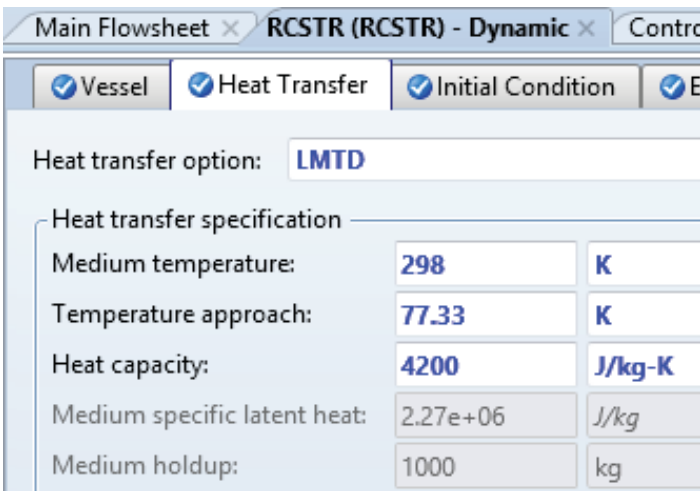 Main Flowsheet × RCSTR (RCSTR) - Dynamic × Contro
Vessel Heat Transfer Initial Condition E
Heat transfer option: LMTD
Heat transfer specification
Medium temperature: 298 K
Temperature approach: 77.33 K
Heat capacity: 4200 J/kg-K
Medium specific latent heat: 2.27e+06 J/kg
Medium holdup: 1000 kg